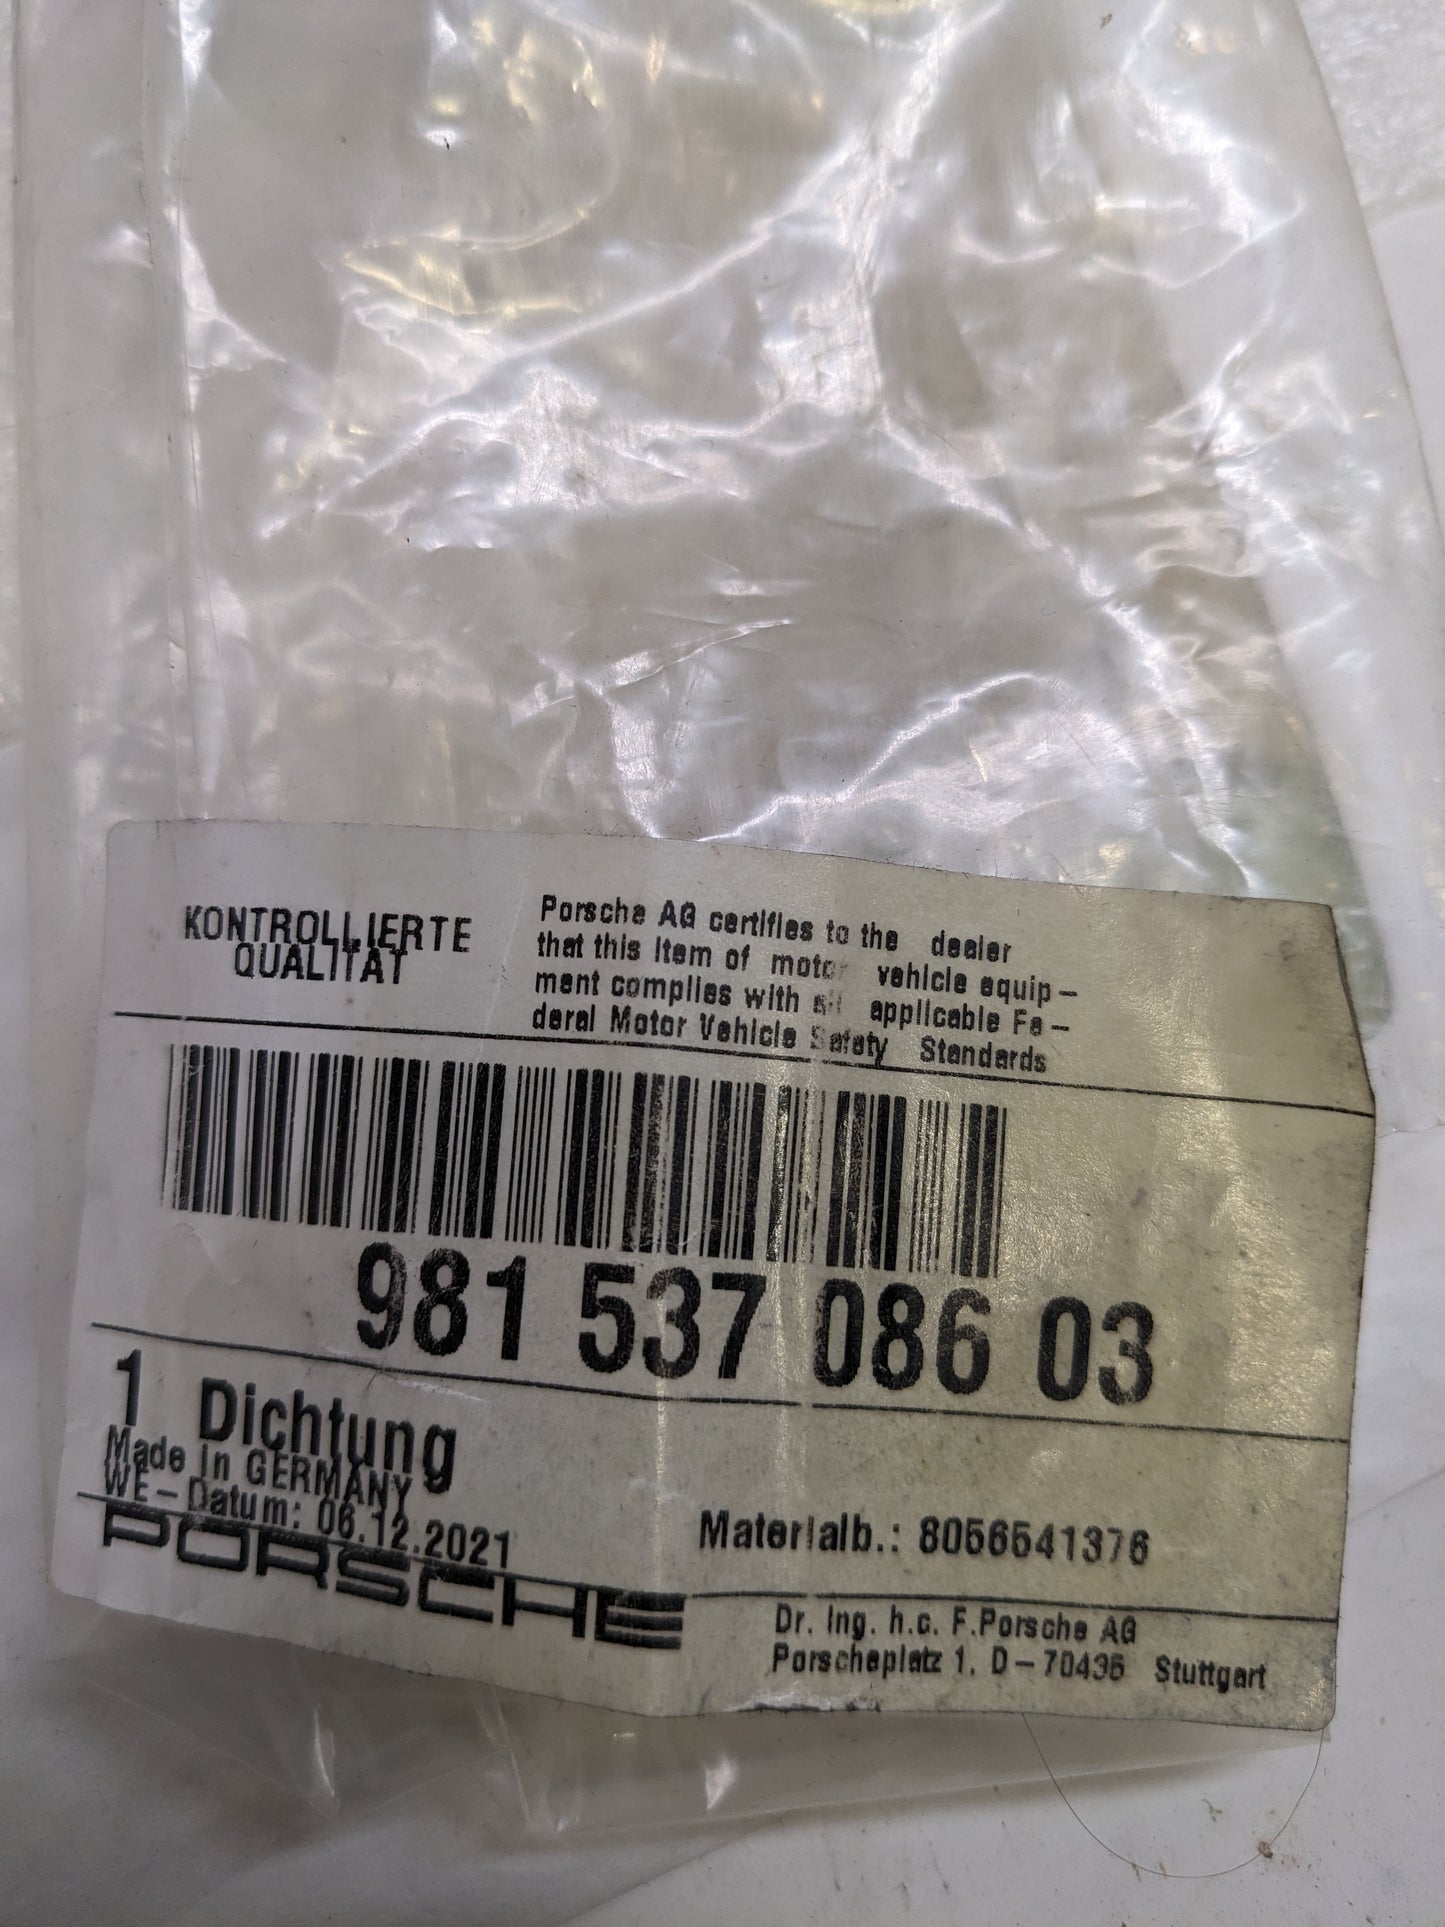 KONTROLLIERTE
QUALITÄT
Porsche AG certifies to the dealer
that this item of motor vehicle equip-
ment complies with all applicable Fe-
deral Motor Vehicle Safety Standards
981 537 086 03
1 Dichtung
Made in GERMANY
WE-Datum: 06.12.2021
Materialb.: 8056541376
PORSCHE
Dr. Ing. h.c. F.Porsche AG
Porscheplatz 1, D-70435 Stuttgart